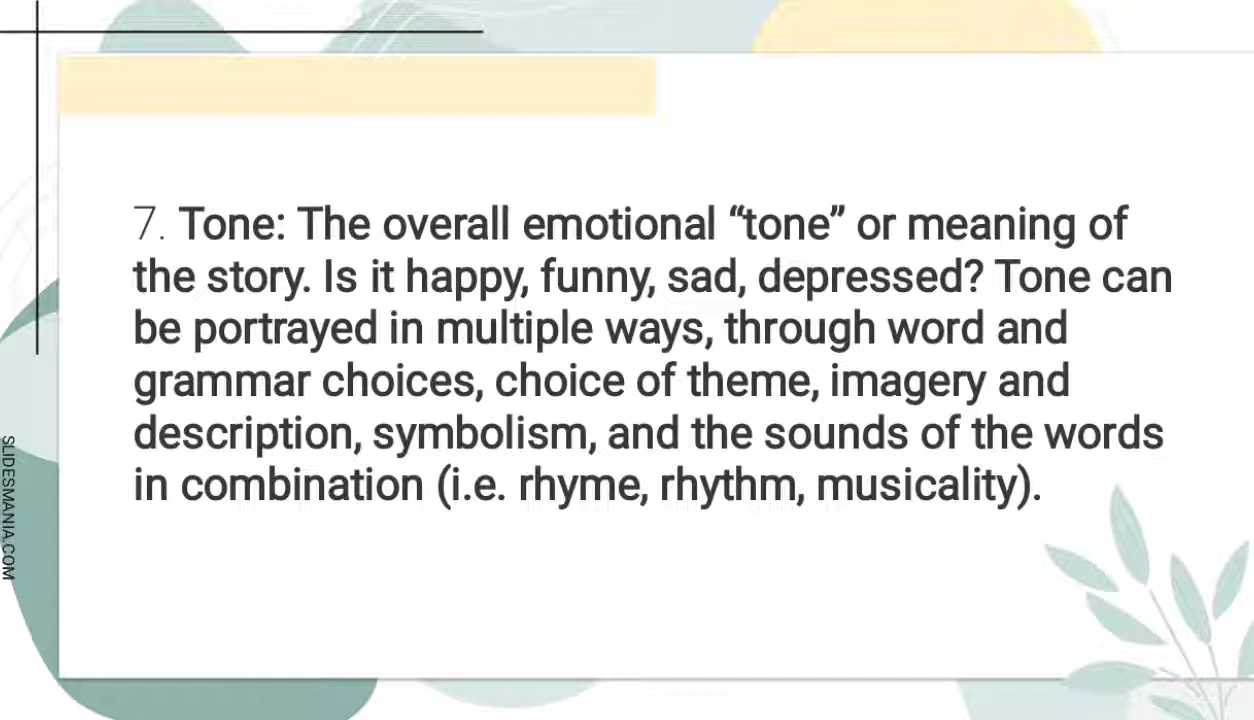 7. Tone: The overall emotional “tone” or meaning of
the story. Is it happy, funny, sad, depressed? Tone can
be portrayed in multiple ways, through word and
grammar choices, choice of theme, imagery and
description, symbolism, and the sounds of the words
in combination (i.e. rhyme, rhythm, musicality).
SLIDESMANIA.COM